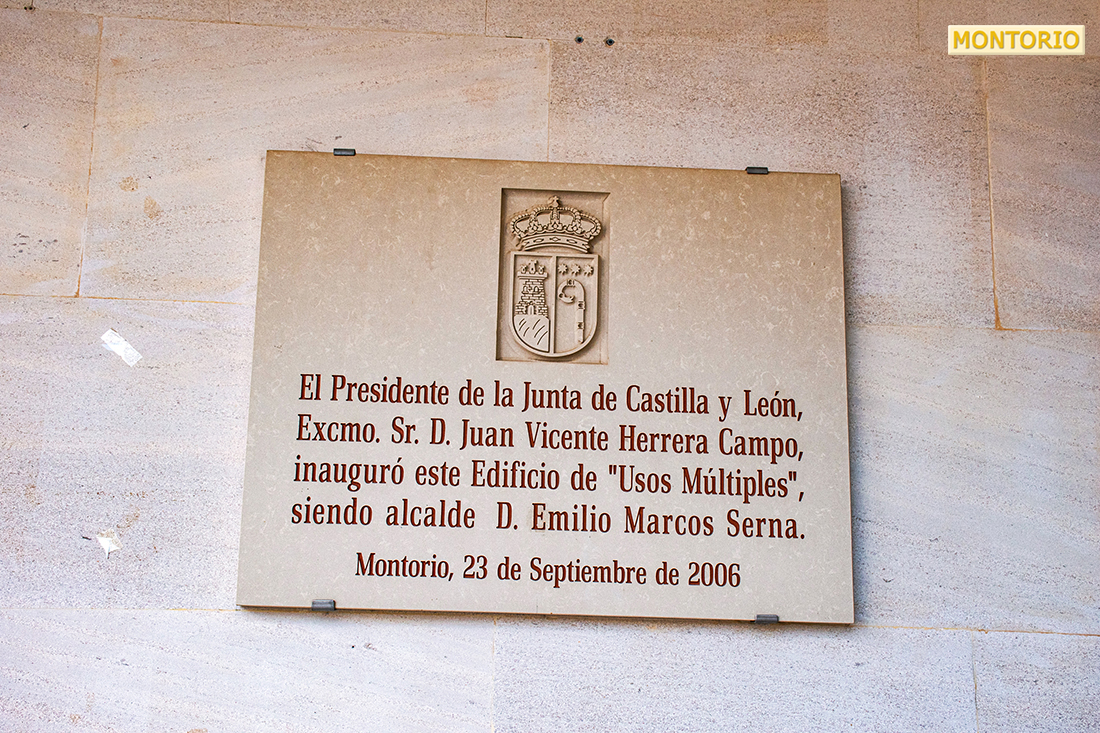 MONTORIO
El Presidente de la Junta de Castilla y León,
Excmo. Sr. D. Juan Vicente Herrera Campo,
inauguró este Edificio de "Usos Múltiples",
siendo alcalde D. Emilio Marcos Serna.
Montorio, 23 de Septiembre de 2006